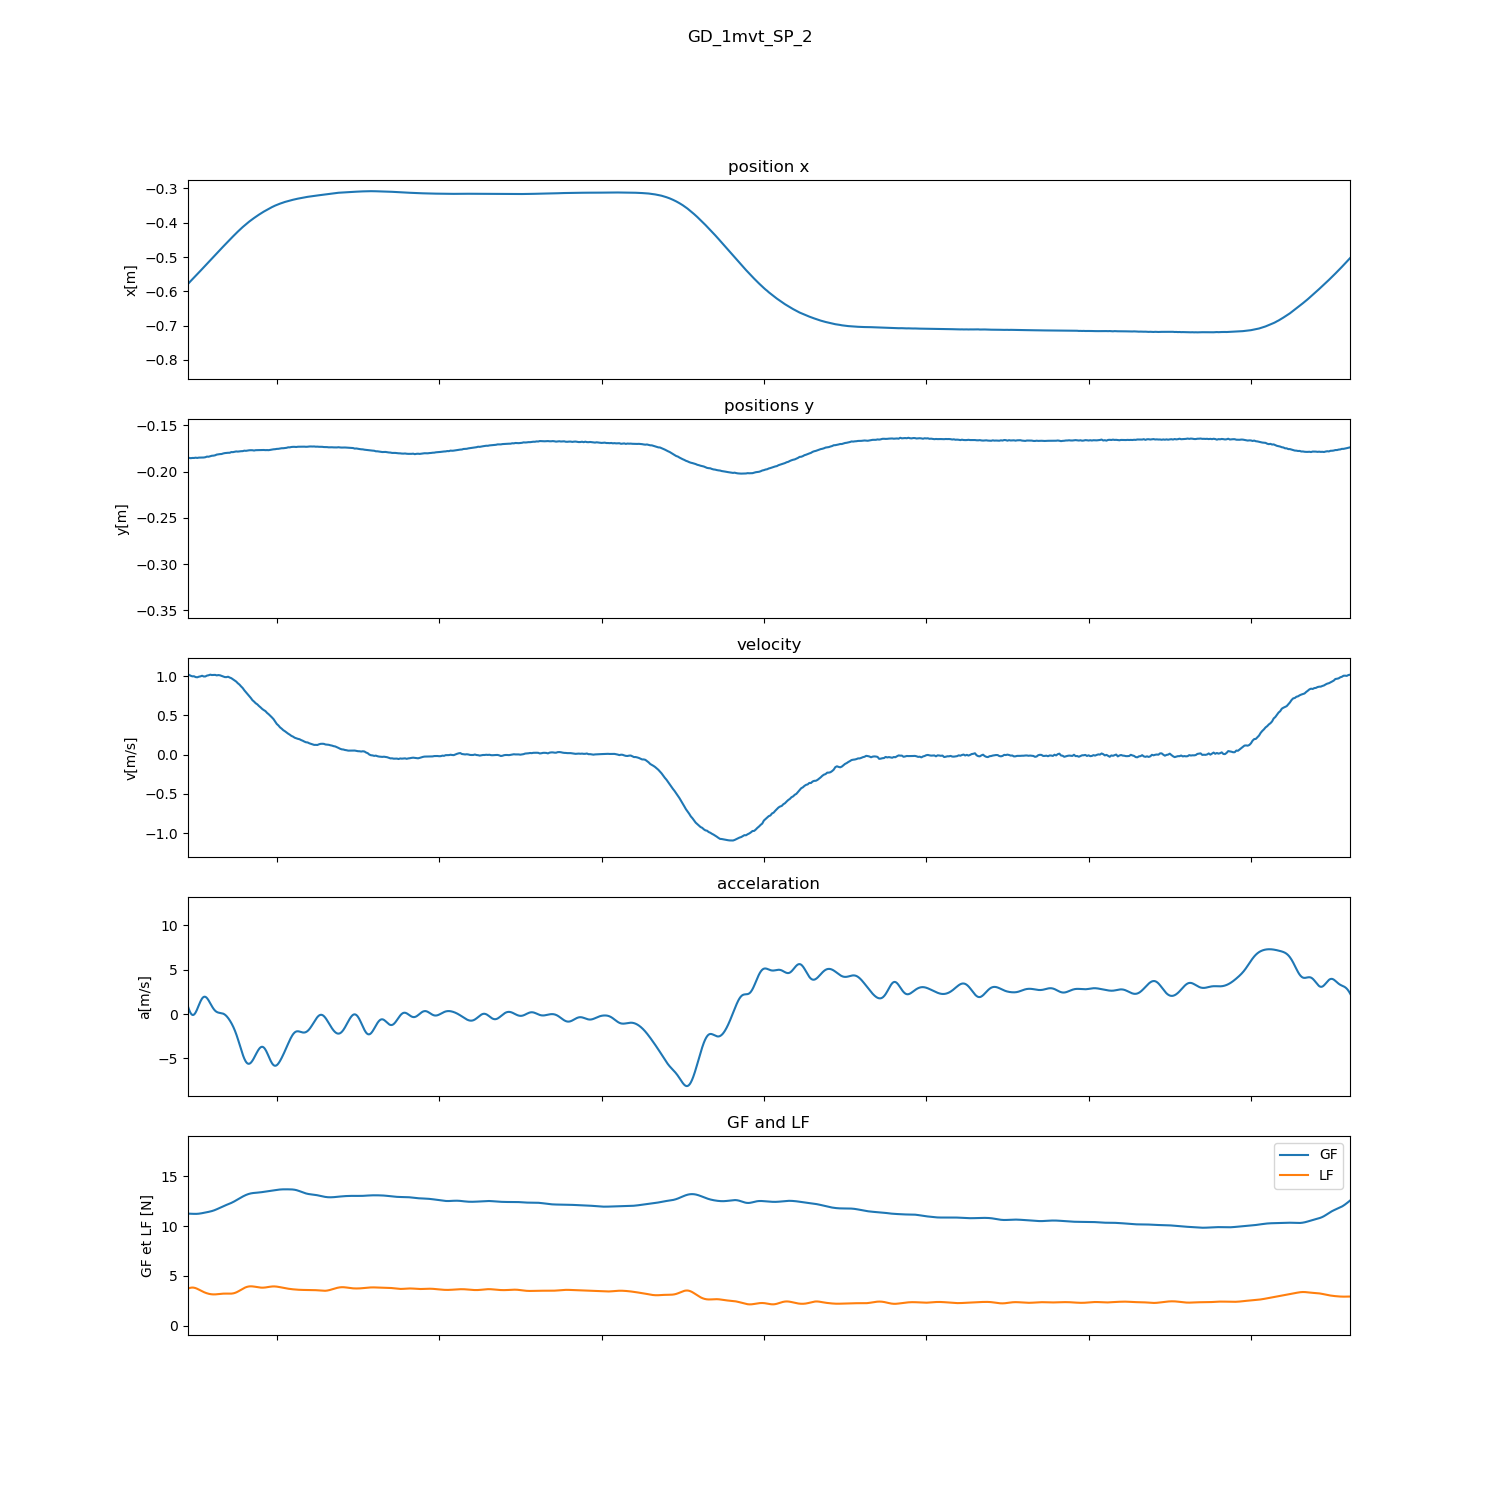 GD_1mvt_SP_2
position x
−0.3
−0.4
−0.5
−0.6
−0.7
−0.8
x[m]
positions y
−0.15
−0.20
−0.25
−0.30
−0.35
y[m]
velocity
1.0
0.5
0.0
−0.5
−1.0
v[m/s]
accelaration
10
5
0
−5
a[m/s]
GF and LF
15
10
5
0
GF et LF [N]
GF
LF